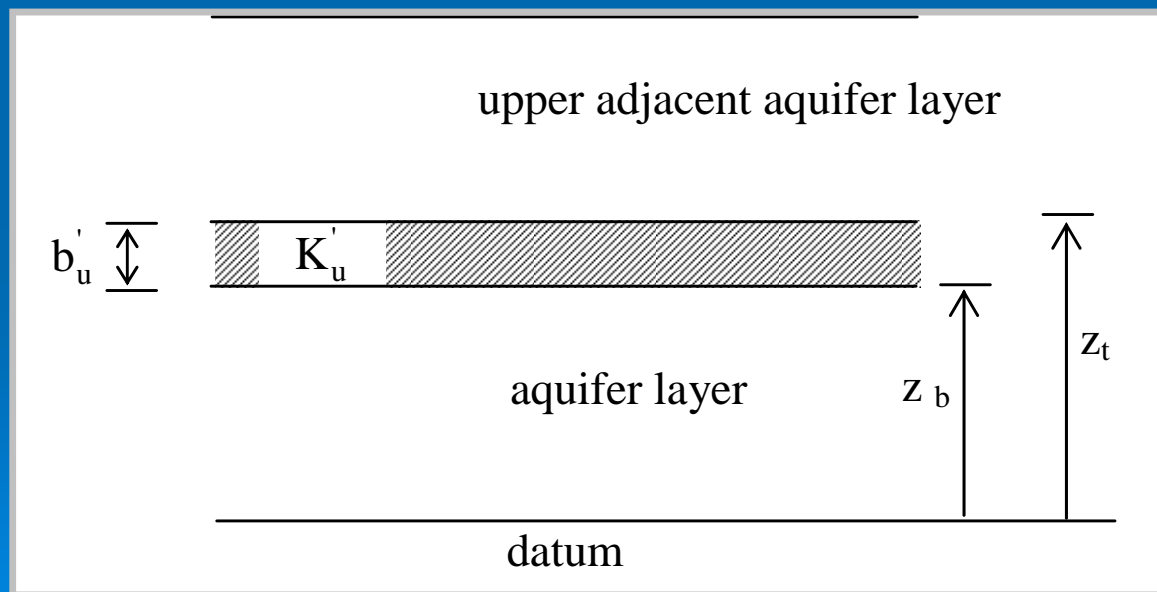 upper adjacent aquifer layer
b'u
K'u
zt
z b
aquifer layer
datum